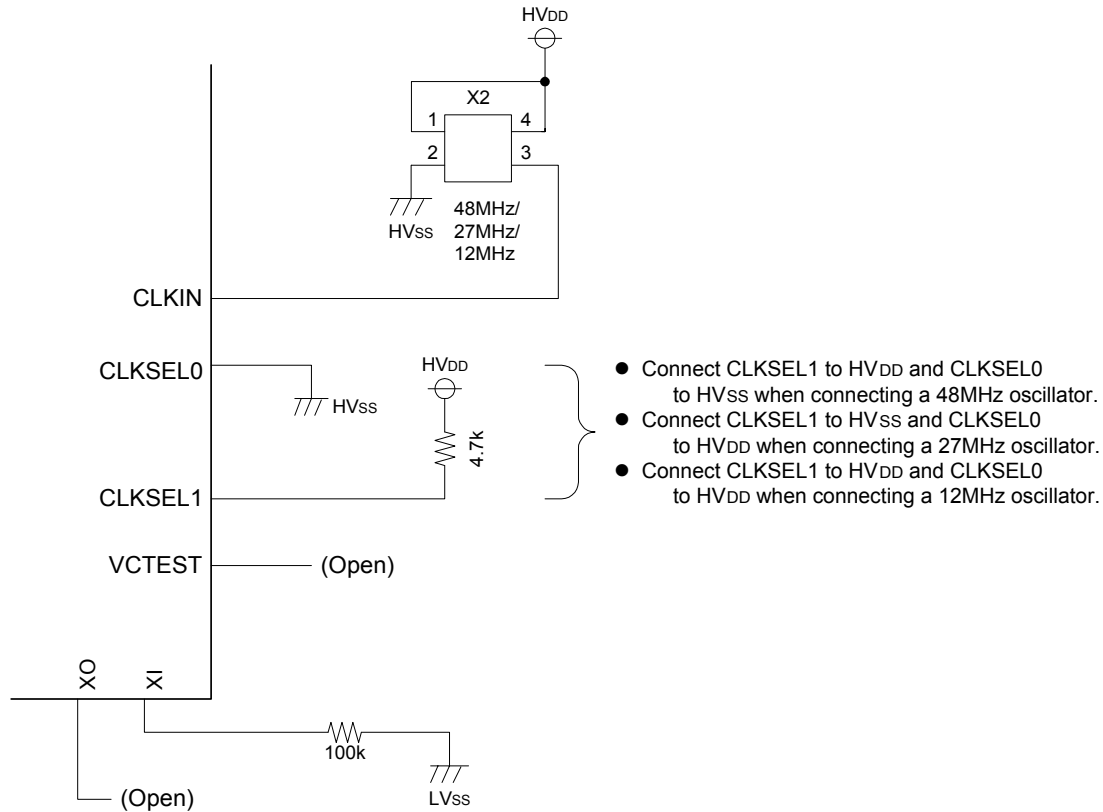 HVDD
X2
1 4
2 3
HVSS
48MHz/
27MHz/
12MHz
CLKIN
CLKSEL0
HVSS
HVDD
4.7k
CLKSEL1
● Connect CLKSEL1 to HVDD and CLKSEL0
to HVSS when connecting a 48MHz oscillator.
● Connect CLKSEL1 to HVSS and CLKSEL0
to HVDD when connecting a 27MHz oscillator.
● Connect CLKSEL1 to HVDD and CLKSEL0
to HVDD when connecting a 12MHz oscillator.
VCTEST (Open)
XO
XI
100k
LVSS
(Open)